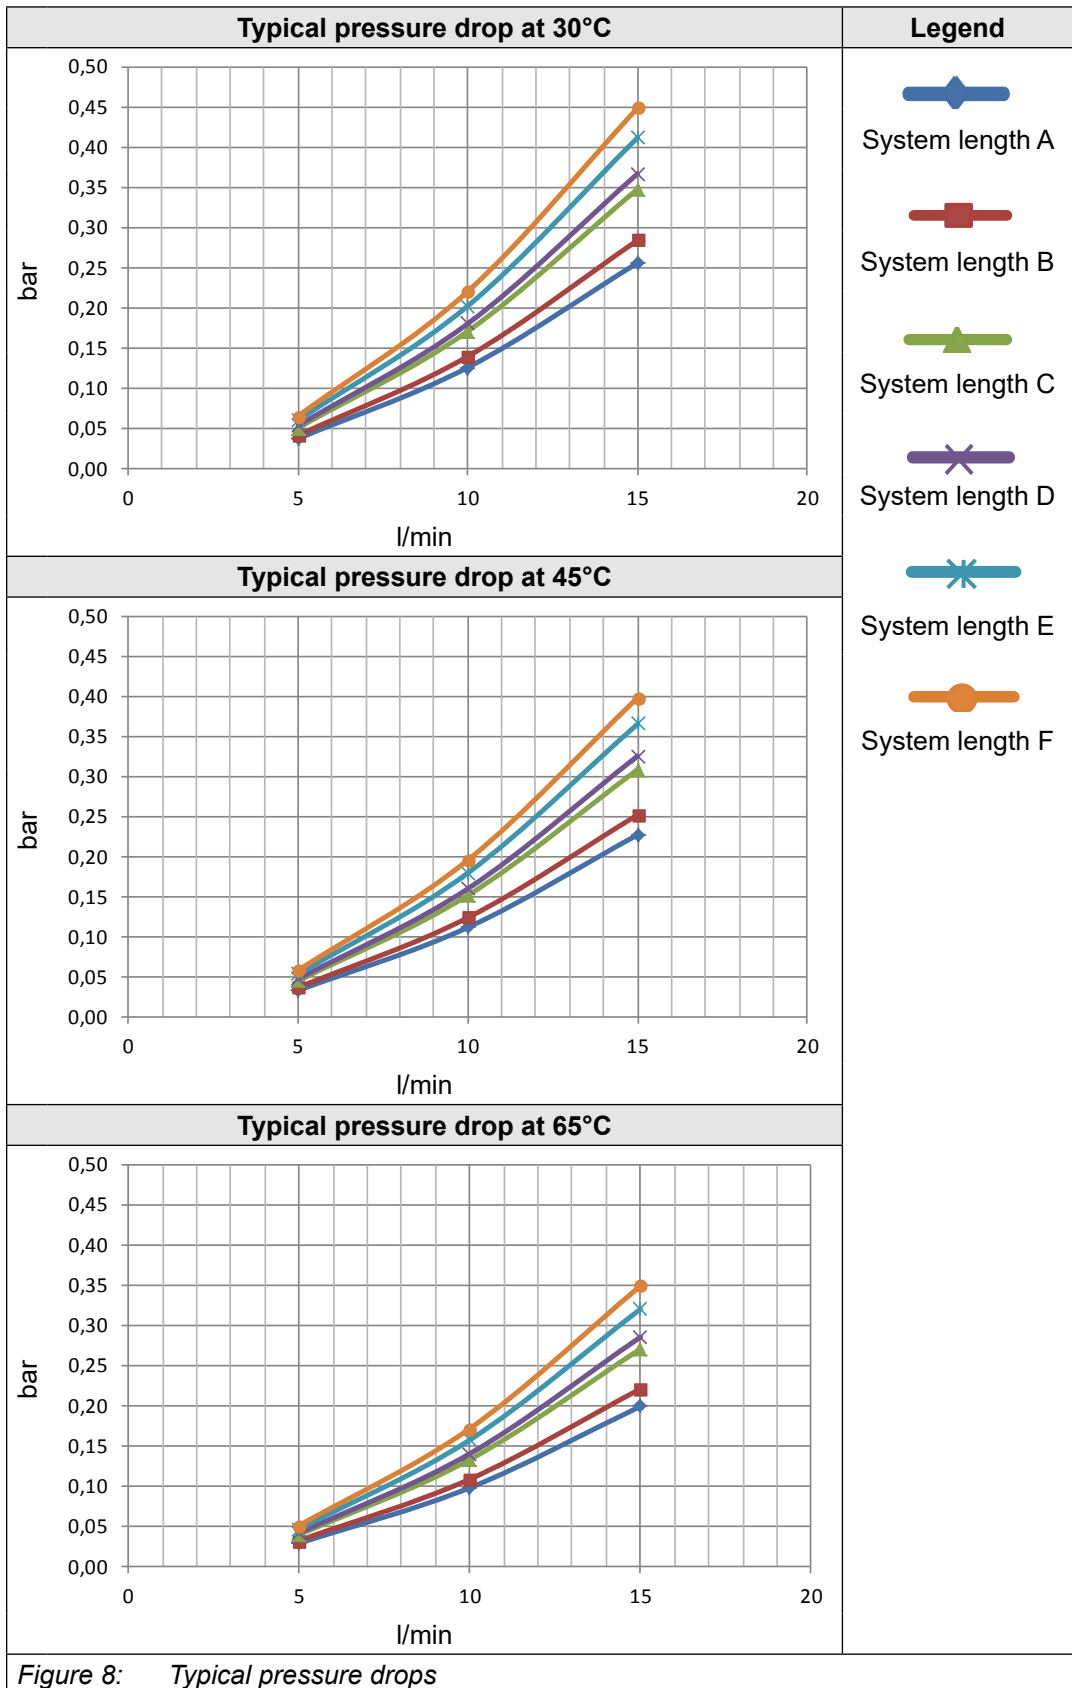 Typical pressure drop at 30°C
Legend
0,50
0,45
0,40
0,35
0,30
0,25
0,20
0,15
0,10
0,05
0,00
bar
0 5 10 15 20
l/min
System length A
System length B
System length C
System length D
System length E
System length F
Typical pressure drop at 45°C
0,50
0,45
0,40
0,35
0,30
0,25
0,20
0,15
0,10
0,05
0,00
bar
0 5 10 15 20
l/min
Typical pressure drop at 65°C
0,50
0,45
0,40
0,35
0,30
0,25
0,20
0,15
0,10
0,05
0,00
bar
0 5 10 15 20
l/min
Figure 8: Typical pressure drops